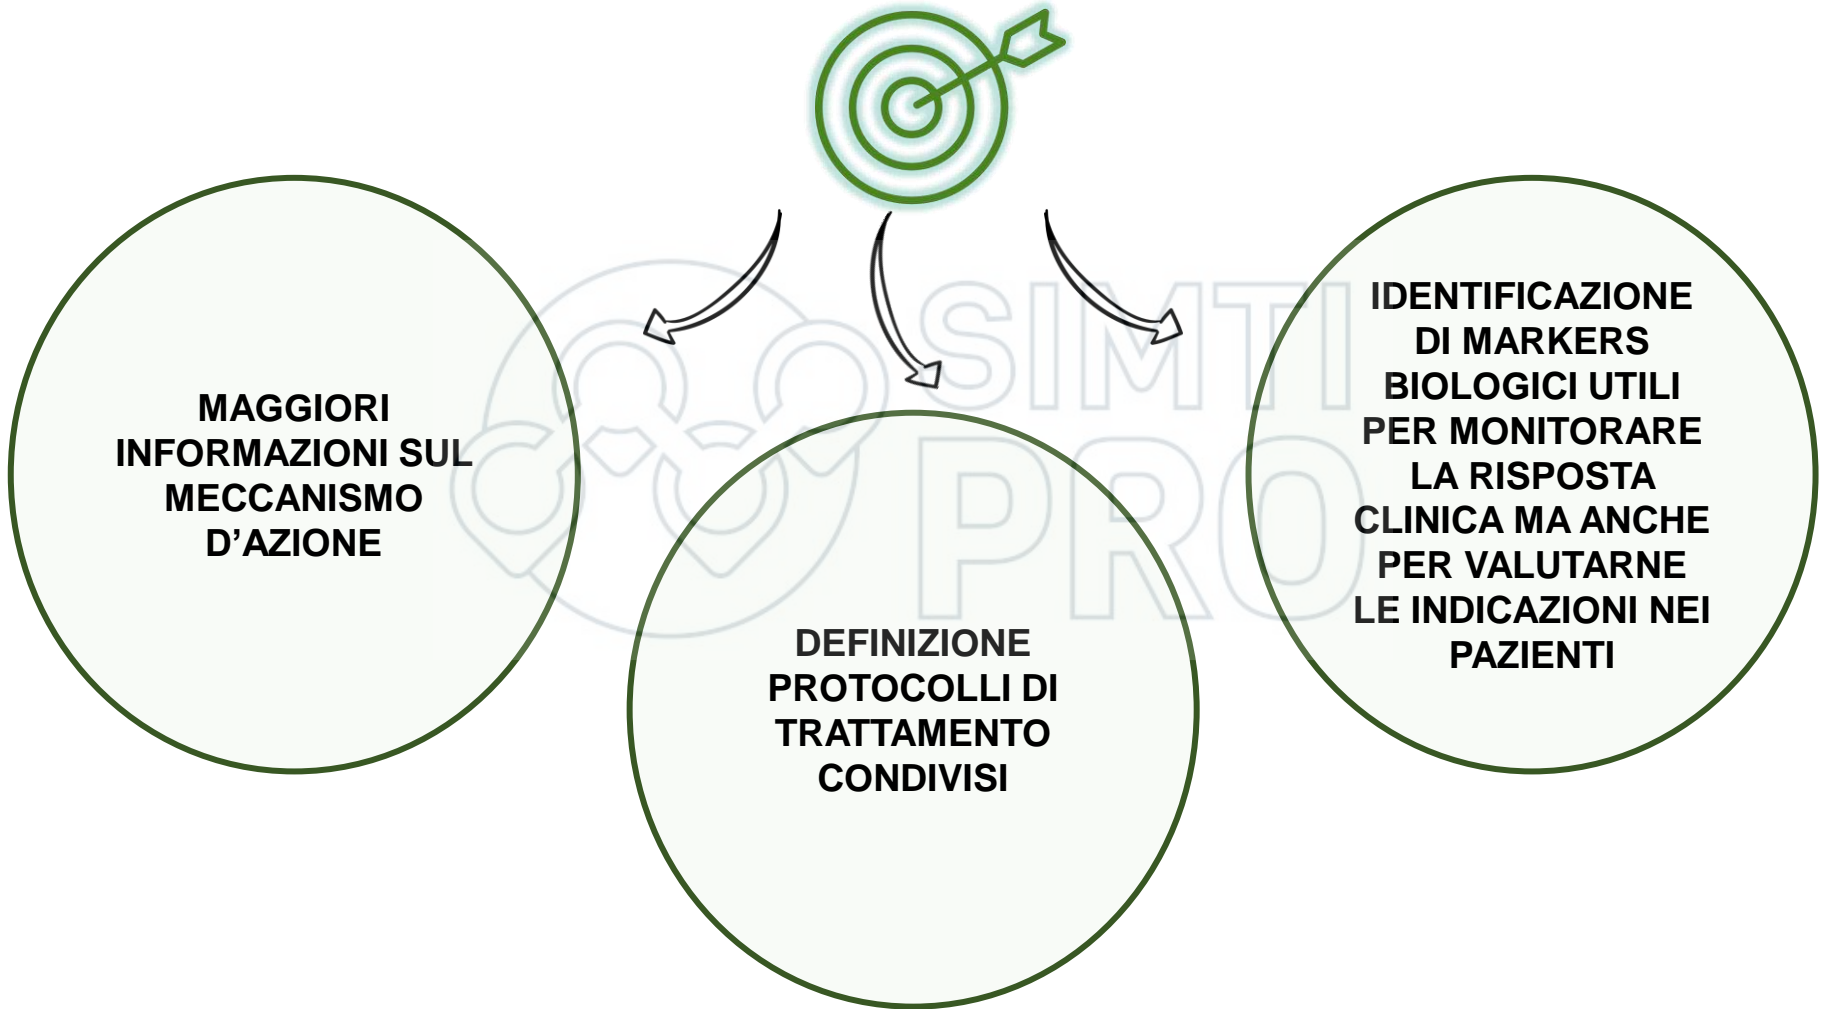 MAGGIORI
INFORMAZIONI SUL
MECCANISMO
D’AZIONE
DEFINIZIONE
PROTOCOLLI DI
TRATTAMENTO
CONDIVISI
IDENTIFICAZIONE
DI MARKERS
BIOLOGICI UTILI
PER MONITORARE
LA RISPOSTA
CLINICA MA ANCHE
PER VALUTARNE
LE INDICAZIONI NEI
PAZIENTI
SIMTI
PRO